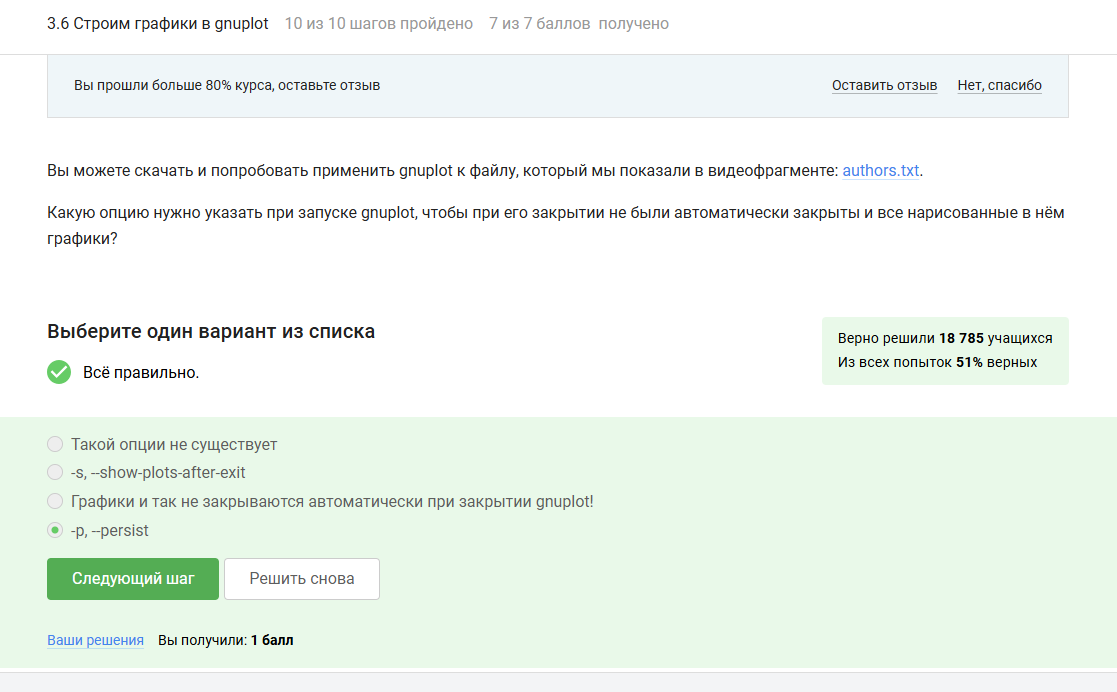 3.6 Строим графики в gnuplot 10 из 10 шагов пройдено 7 из 7 баллов получено
Вы прошли больше 80% курса, оставьте отзыв Оставить отзыв Нет, спасибо
Вы можете скачать и попробовать применить gnuplot к файлу, который мы показали в видеофрагменте: authors.txt.
Какую опцию нужно указать при запуске gnuplot, чтобы при его закрытии не были автоматически закрыты и все нарисованные в нём
графики?
Выберите один вариант из списка
Всё правильно.
Верно решили 18 785 учащихся
Из всех попыток 51% верных
Такой опции не существует
-s, --show-plots-after-exit
Графики и так не закрываются автоматически при закрытии gnuplot!
-p, --persist
Следующий шаг Решить снова
Ваши решения Вы получили: 1 балл